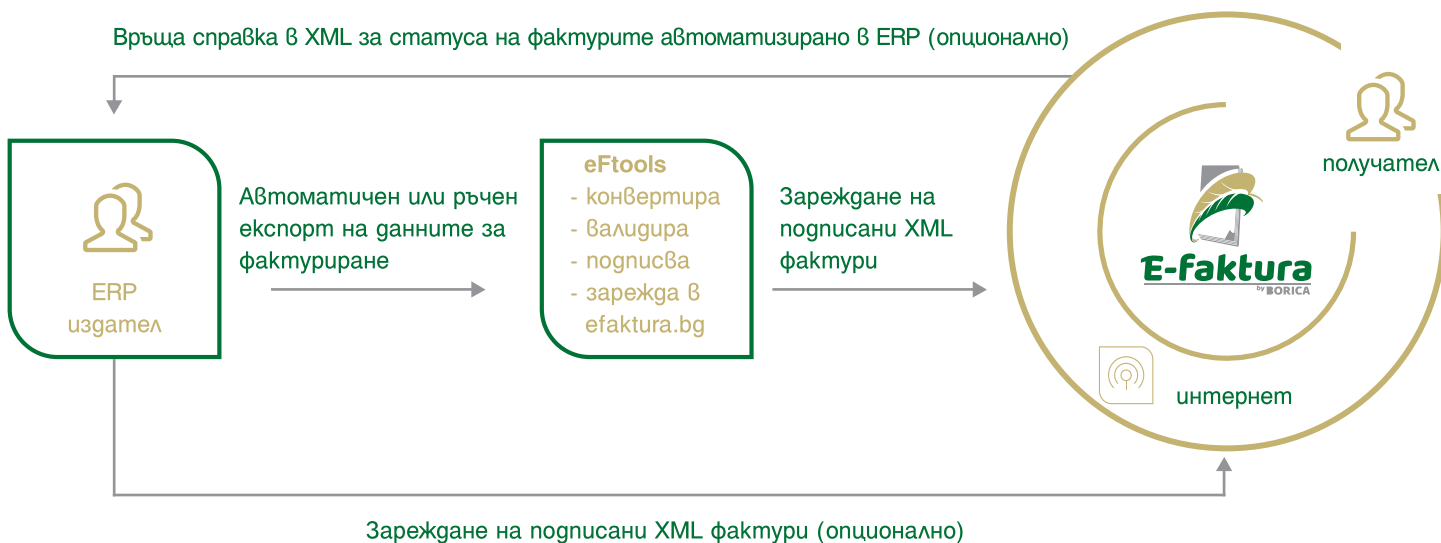 Връща справка в XML за статуса на фактурите автоматизирано в ERP (опционално)
ERP
издател
Автоматичен или ръчен
експорт на данните за
фактуриране
eFtools
- конвертира
- валидира
- подписва
- зарежда в
efaktura.bg
Зареждане на
подписани XML
фактури
получател
E-faktura
by BORICA
интернет
Зареждане на подписани XML фактури (опционално)